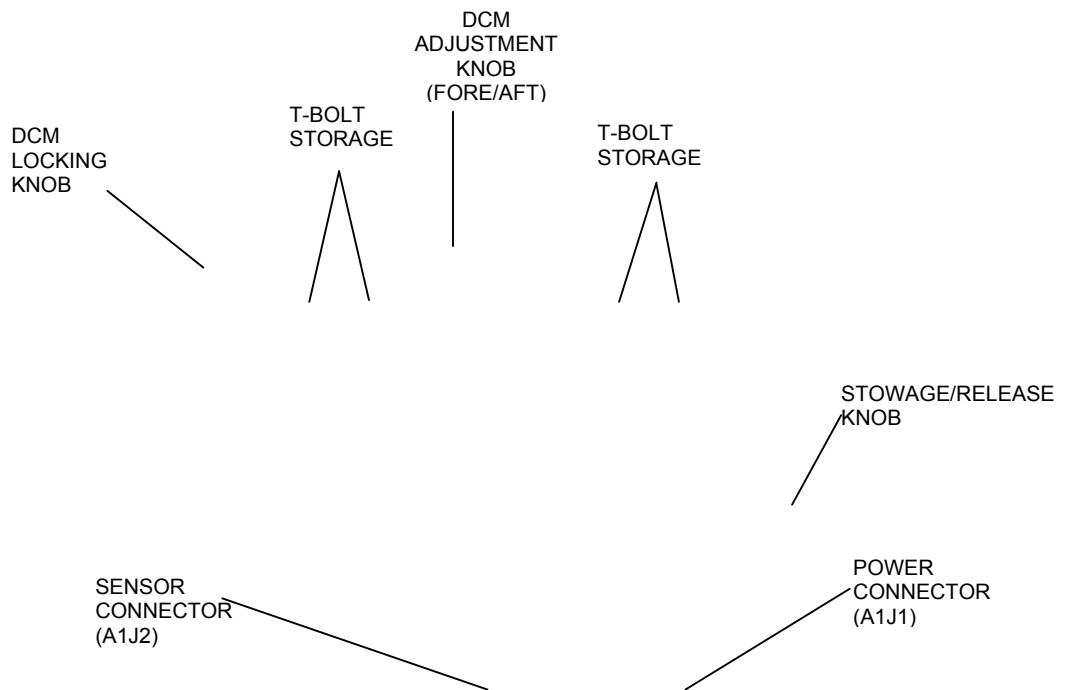 DCM
ADJUSTMENT
KNOB
(FORE/AFT)
T-BOLT
STORAGE
T-BOLT
STORAGE
DCM
LOCKING
KNOB
STOWAGE/RELEASE
KNOB
POWER
CONNECTOR
(A1J1)
SENSOR
CONNECTOR
(A1J2)